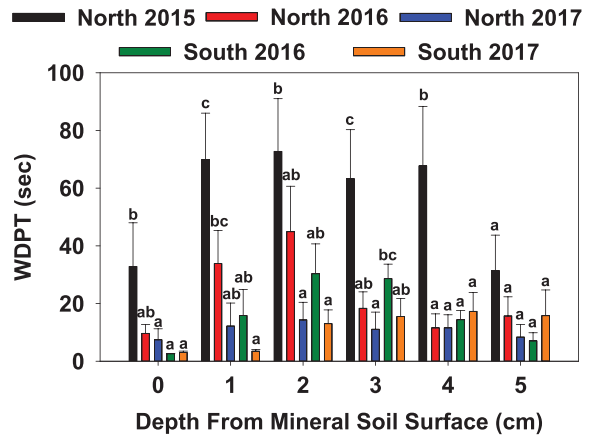 North 2015 North 2016 North 2017
South 2016 South 2017
WDPT (sec)
100
80
60
40
20
0
b ab a a a
c bc ab ab a
b ab a ab a
c ab a bc ab
b a a a a
a a a a a
0 1 2 3 4 5
Depth From Mineral Soil Surface (cm)